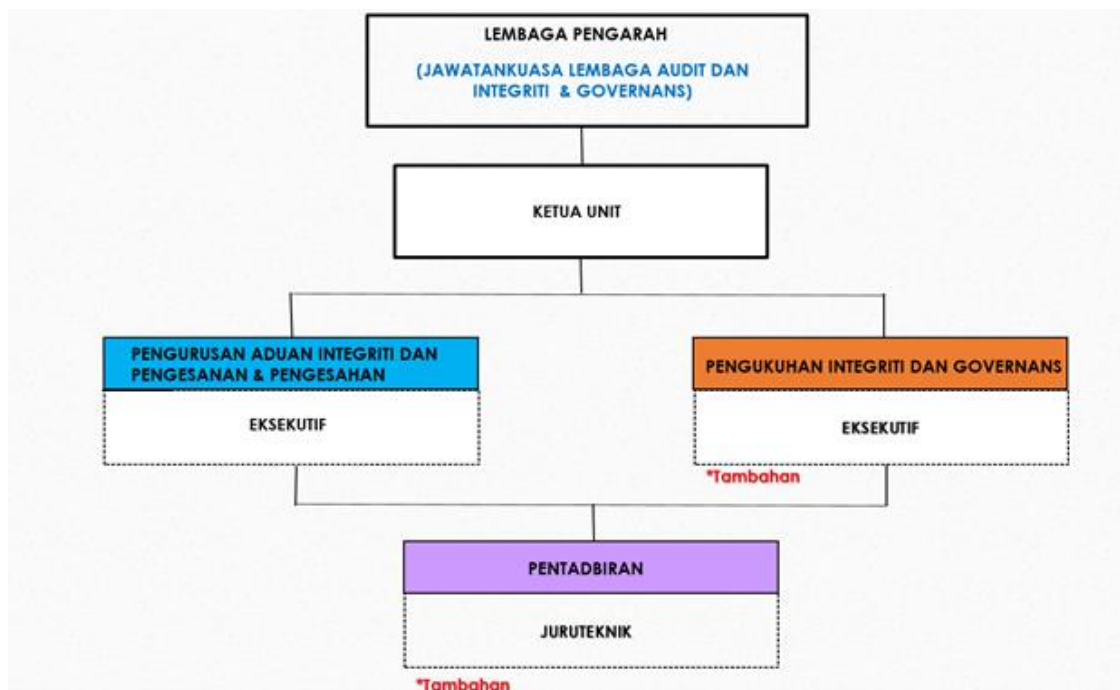 LEMBAGA PENGARAH
(JAWATANKUASA LEMBAGA AUDIT DAN
INTEGRITI & GOVERNANS)
KETUA UNIT
PENGURUSAN ADUAN INTEGRITI DAN
PENGESANAN & PENGESAHAN
EKSEKUTIF
PENGUKUHAN INTEGRITI DAN GOVERNANS
EKSEKUTIF
*Tambahan
PENTADBIRAN
JURUTEKNIK
*Tambahan